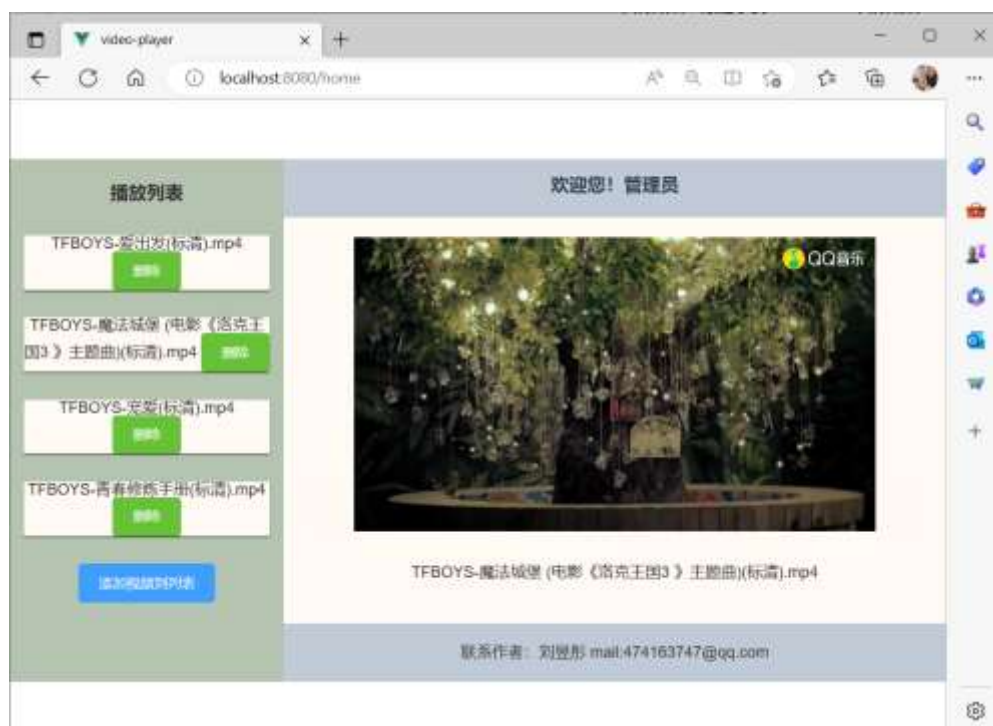 video-player
localhost:8080/home
播放列表
TFBOYS-爱出发(标清).mp4
删除
TFBOYS-魔法城堡 (电影《洛克王
国3 》主题曲)(标清).mp4 删除
TFBOYS-宠爱(标清).mp4
删除
TFBOYS-青春修炼手册(标清).mp4
删除
添加视频到列表
欢迎您！管理员
QQ音乐
TFBOYS-魔法城堡 (电影《洛克王国3 》主题曲)(标清).mp4
联系作者：刘昱彤 mail:474163747@qq.com